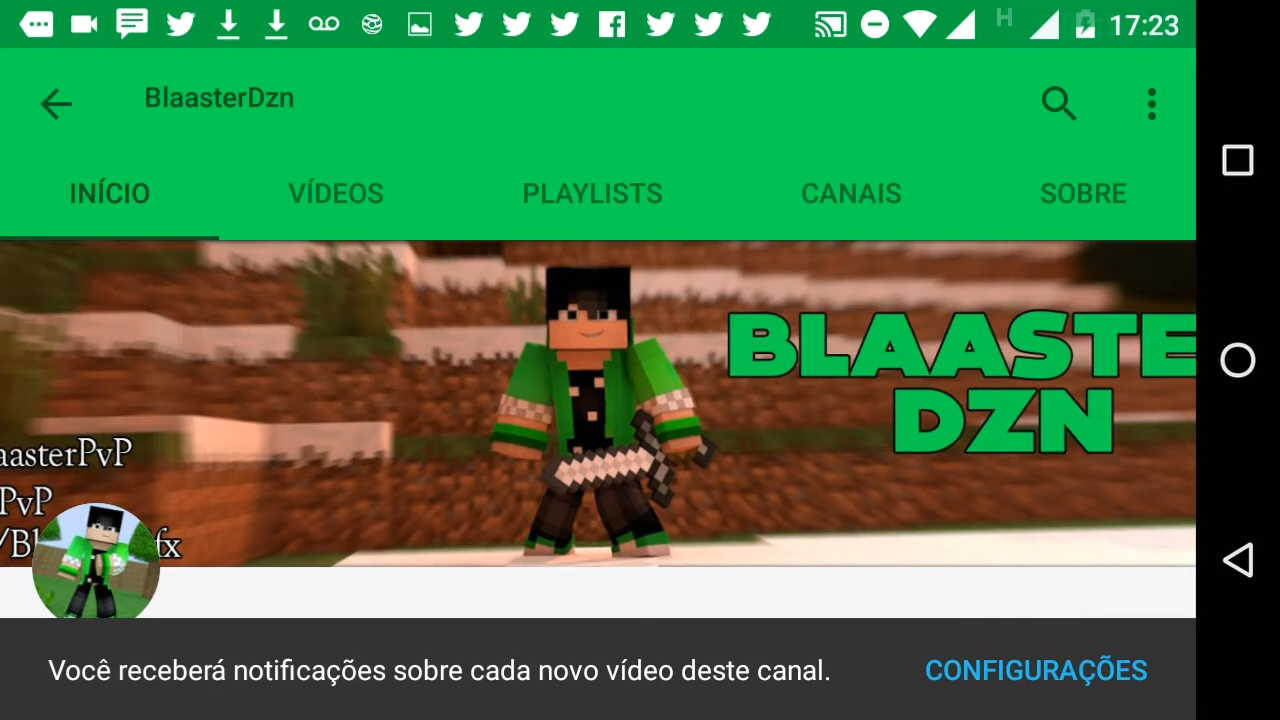 H
17:23
BlaasterDzn
INÍCIO
VÍDEOS
PLAYLISTS
CANAIS
SOBRE
BLAASTE
DZN
aasterPvP
PvP
/Bl
fx
Você receberá notificações sobre cada novo vídeo deste canal.
CONFIGURAÇÕES